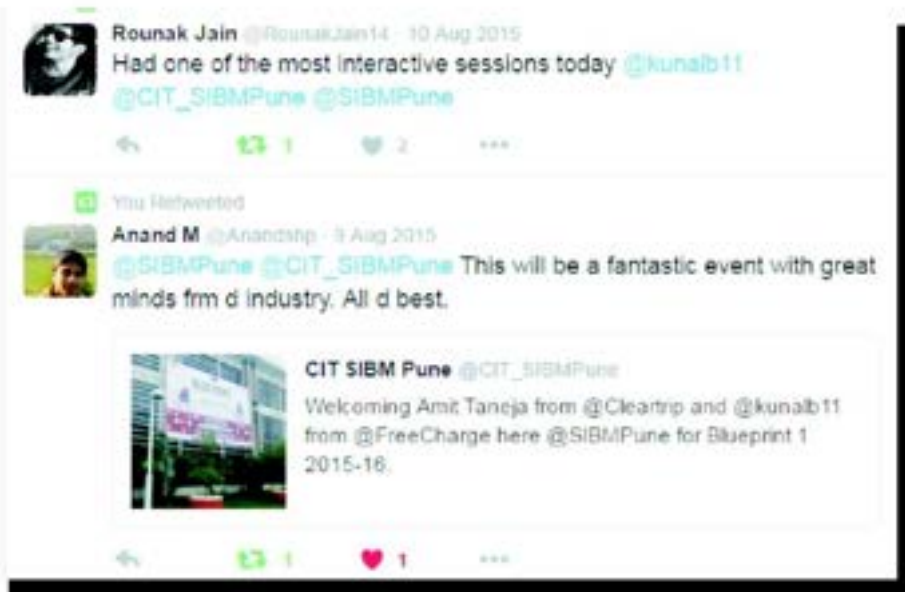 Rounak Jain @RounakJain14 · 10 Aug 2015
Had one of the most interactive sessions today @kunalb11
@CIT_SIBMPune @SIBMPune
1 2
You Retweeted
Anand M @Anandshp · 9 Aug 2015
@SIBMPune @CIT_SIBMPune This will be a fantastic event with great
minds frm d industry. All d best.
CIT SIBM Pune @CIT_SIBMPune
Welcoming Amit Taneja from @Cleartrip and @kunalb11
from @FreeCharge here @SIBMPune for Blueprint 1
2015-16.
1 1